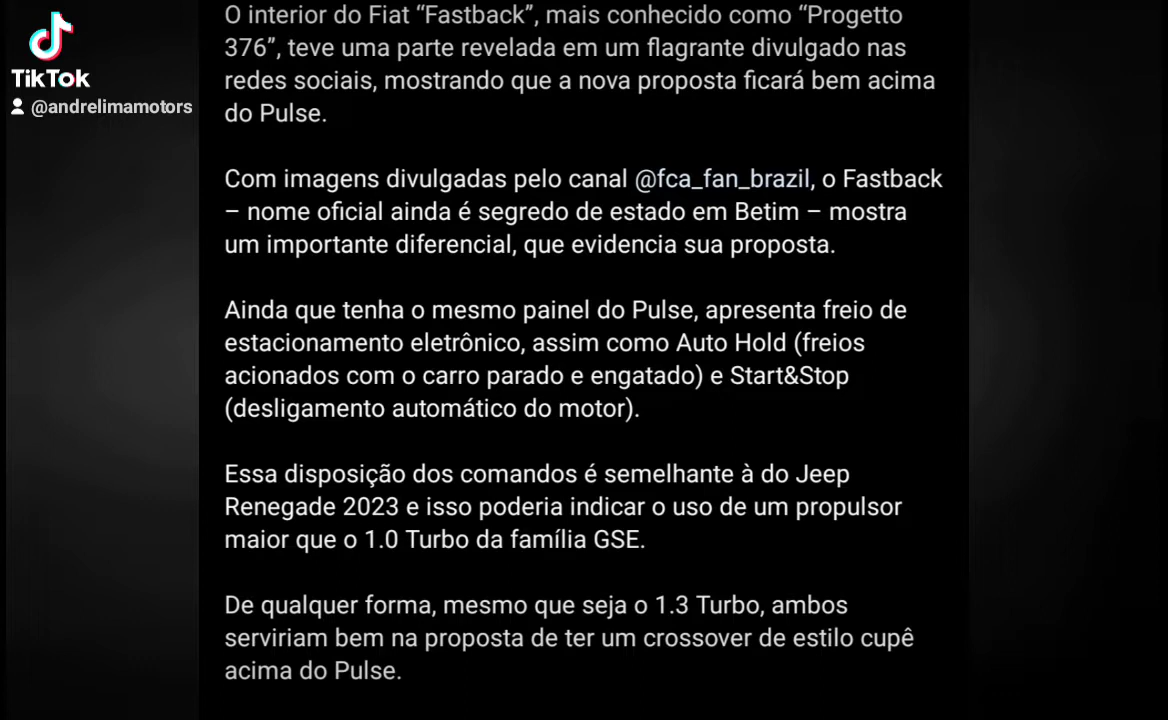 TikTok
@andrelimamotors
O interior do Fiat “Fastback”, mais conhecido como “Progetto
376”, teve uma parte revelada em um flagrante divulgado nas
redes sociais, mostrando que a nova proposta ficará bem acima
do Pulse.
Com imagens divulgadas pelo canal @fca_fan_brazil, o Fastback
– nome oficial ainda é segredo de estado em Betim – mostra
um importante diferencial, que evidencia sua proposta.
Ainda que tenha o mesmo painel do Pulse, apresenta freio de
estacionamento eletrônico, assim como Auto Hold (freios
acionados com o carro parado e engatado) e Start&Stop
(desligamento automático do motor).
Essa disposição dos comandos é semelhante à do Jeep
Renegade 2023 e isso poderia indicar o uso de um propulsor
maior que o 1.0 Turbo da família GSE.
De qualquer forma, mesmo que seja o 1.3 Turbo, ambos
serviriam bem na proposta de ter um crossover de estilo cupê
acima do Pulse.